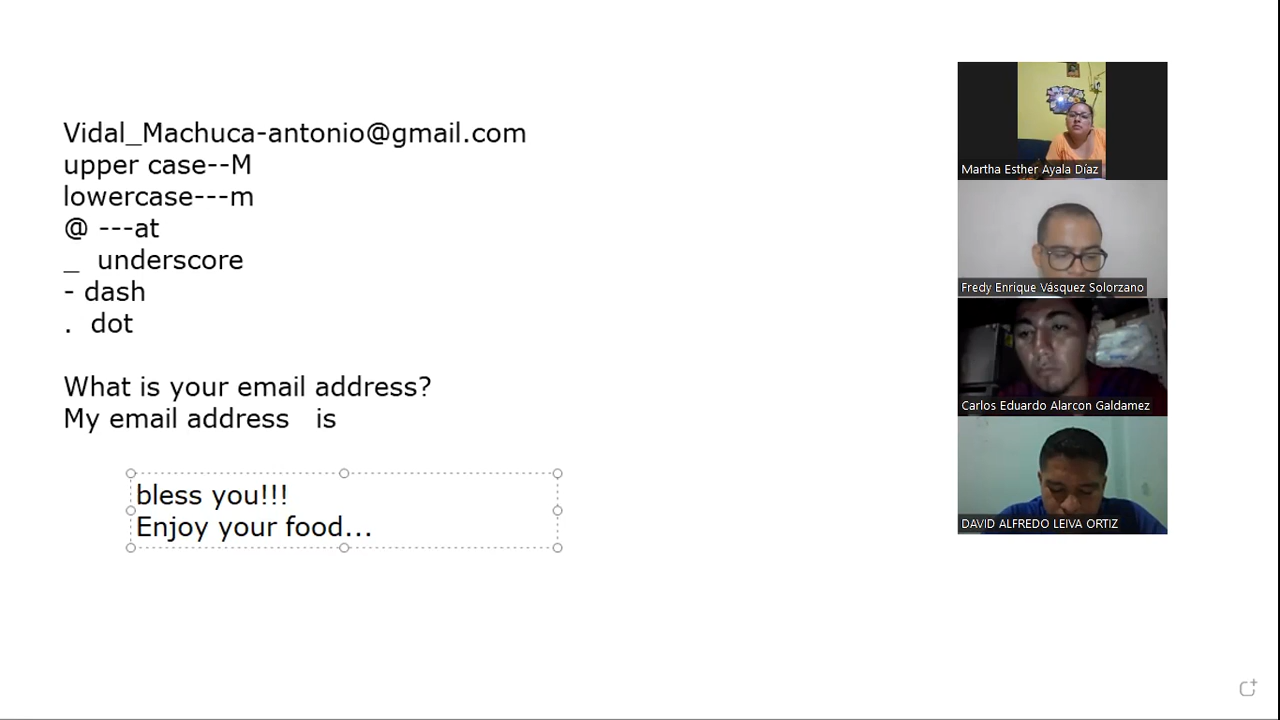 Vidal_Machuca-antonio@gmail.com
upper case--M
lowercase---m
@ ---at
_  underscore
- dash
.  dot
What is your email address?
My email address   is
bless you!!!
Enjoy your food...
Martha Esther Ayala Díaz
Fredy Enrique Vásquez Solorzano
Carlos Eduardo Alarcon Galdamez
DAVID ALFREDO LEIVA ORTIZ